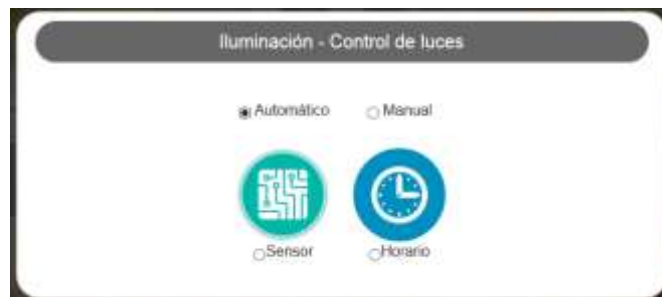 Iluminación - Control de luces
Automático Manual
Sensor Horario